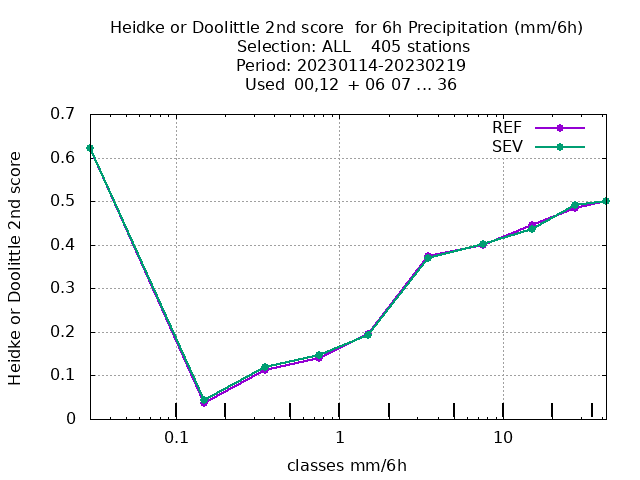 Heidke or Doolittle 2nd score  for 6h Precipitation (mm/6h)
Selection: ALL    405 stations
Period: 20230114-20230219
Used  00,12  + 06 07 ... 36
REF
SEV
Heidke or Doolittle 2nd score
0.7
0.6
0.5
0.4
0.3
0.2
0.1
0
0.1 1 10
classes mm/6h